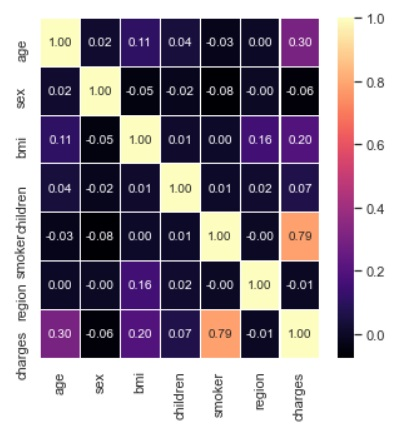 age 1.00 0.02 0.11 0.04 -0.03 0.00 0.30
sex 0.02 1.00 -0.05 -0.02 -0.08 -0.00 -0.06
bmi 0.11 -0.05 1.00 0.01 0.00 0.16 0.20
children 0.04 -0.02 0.01 1.00 0.01 0.02 0.07
smoker -0.03 -0.08 0.00 0.01 1.00 -0.00 0.79
region 0.00 -0.00 0.16 0.02 -0.00 1.00 -0.01
charges 0.30 -0.06 0.20 0.07 0.79 -0.01 1.00
age sex bmi children smoker region charges
1.0
0.8
0.6
0.4
0.2
0.0